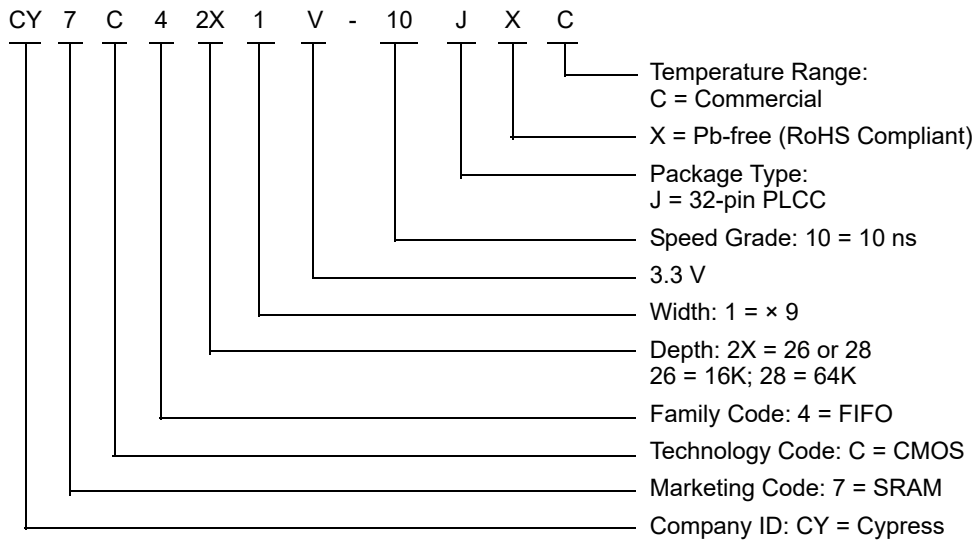 CY 7 C 4 2X 1 V - 10 J X C
Temperature Range:
C = Commercial
X = Pb-free (RoHS Compliant)
Package Type:
J = 32-pin PLCC
Speed Grade: 10 = 10 ns
3.3 V
Width: 1 = × 9
Depth: 2X = 26 or 28
26 = 16K; 28 = 64K
Family Code: 4 = FIFO
Technology Code: C = CMOS
Marketing Code: 7 = SRAM
Company ID: CY = Cypress